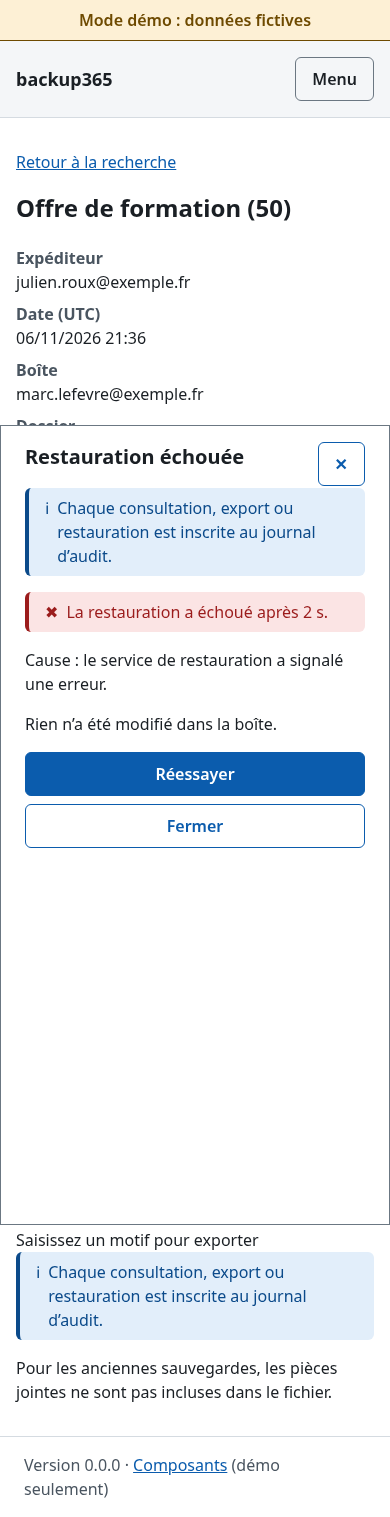 Mode démo : données fictives
backup365
Menu
Retour à la recherche
Offre de formation (50)
Expéditeur
julien.roux@exemple.fr
Date (UTC)
06/11/2026 21:36
Boîte
marc.lefevre@exemple.fr
Restauration échouée
✕
i Chaque consultation, export ou
restauration est inscrite au journal
d’audit.
✖ La restauration a échoué après 2 s.
Cause : le service de restauration a signalé
une erreur.
Rien n’a été modifié dans la boîte.
Réessayer
Fermer
Saisissez un motif pour exporter
i Chaque consultation, export ou
restauration est inscrite au journal
d’audit.
Pour les anciennes sauvegardes, les pièces
jointes ne sont pas incluses dans le fichier.
Version 0.0.0 · Composants (démo
seulement)